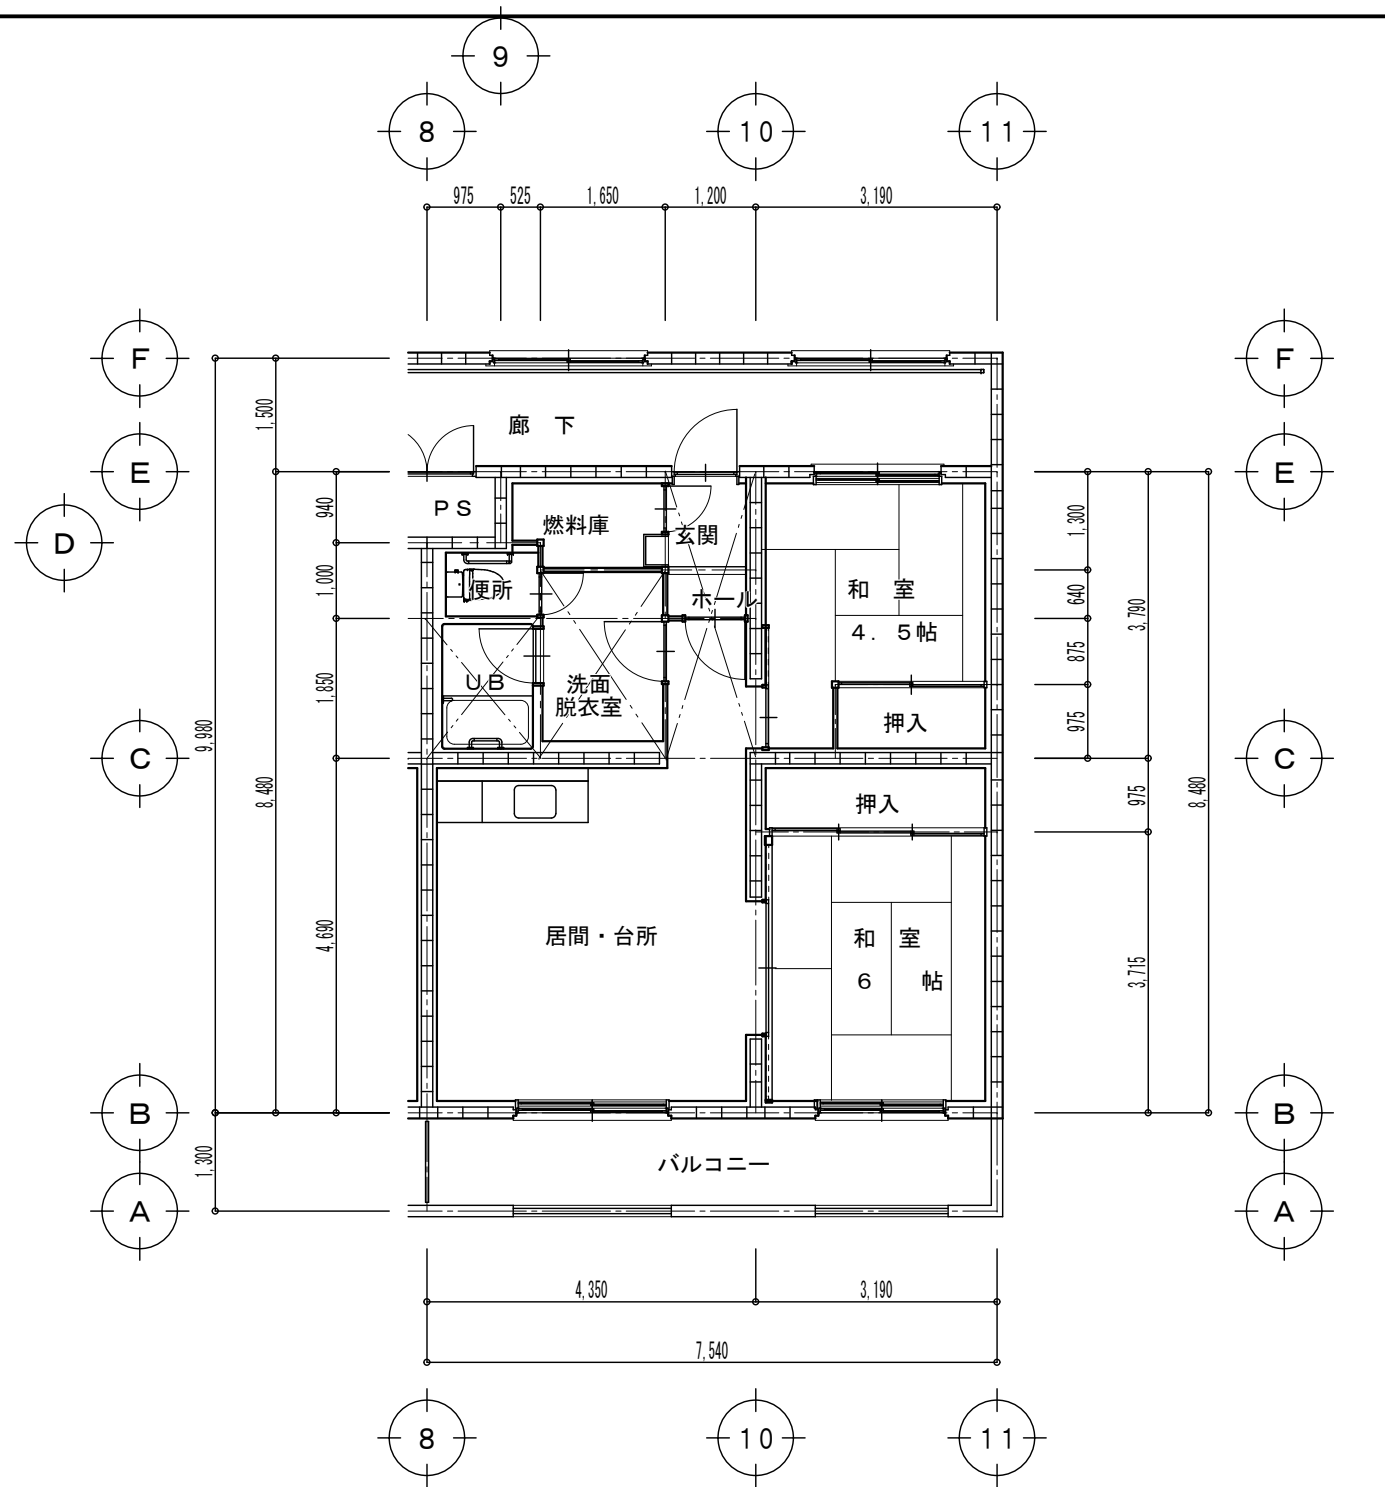 9
8
10
11
975
525
1,650
1,200
3,190
F
F
1,500
廊 下
E
E
940
PS
燃料庫
玄関
1,300
D
1,000
便所
ホール
和 室
640
3,790
4.5帖
875
1,850
UB
洗面
脱衣室
押入
975
9,980
C
C
8,480
押入
975
8,480
4,690
居間・台所
和 室
6 帖
3,715
B
B
1,300
バルコニー
A
A
4,350
3,190
7,540
8
10
11